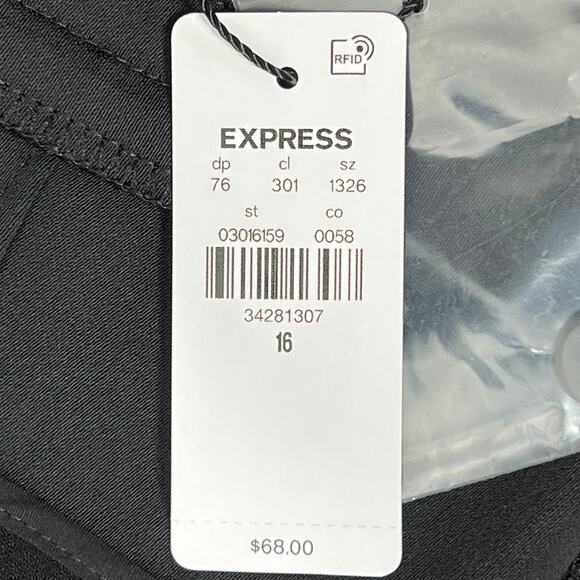 RFID
EXPRESS
dp cl sz
76 301 1326
st co
03016159 0058
34281307
16
$68.00